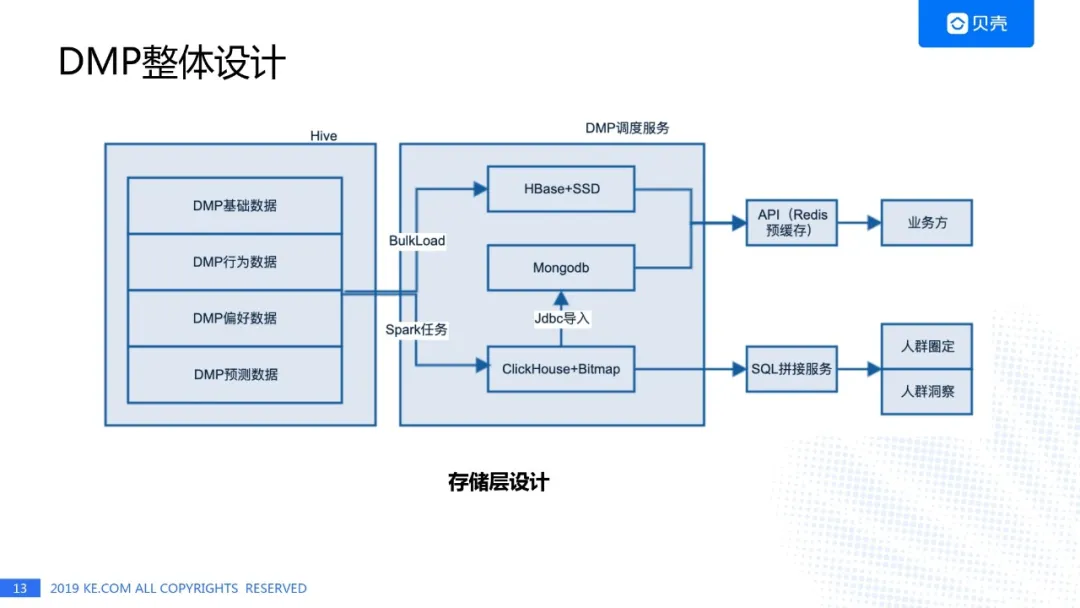 贝壳
DMP整体设计
Hive
DMP基础数据
DMP行为数据
DMP偏好数据
DMP预测数据
BulkLoad
Spark任务
DMP调度服务
HBase+SSD
Mongodb
Jdbc导入
ClickHouse+Bitmap
API（Redis
预缓存）
业务方
SQL拼接服务
人群圈定
人群洞察
存储层设计
13
2019 KE.COM ALL COPYRIGHTS RESERVED